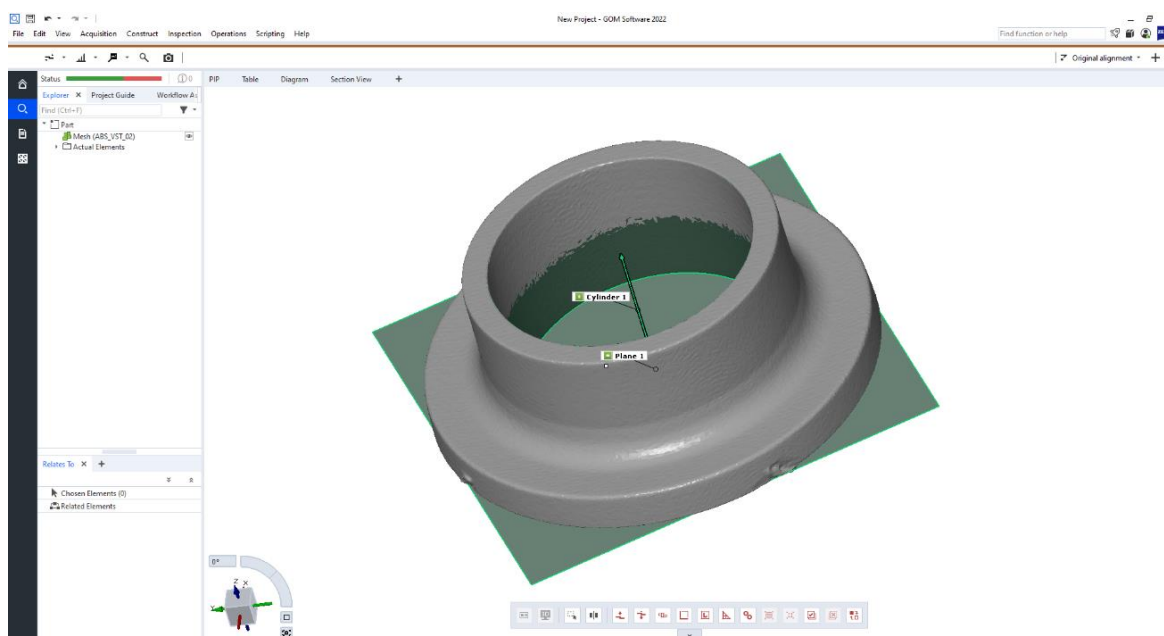 New Project - GOM Software 2022
File Edit View Acquisition Construct Inspection Operations Scripting Help
Find function or help
Original alignment
Status
0
PIP Table Diagram Section View +
Explorer Project Guide Workflow
Find (Ctrl+F)
Part
Mesh (ABS_VST_02)
Actual Elements
Cylinder 1
Plane 1
Relates To
Chosen Elements (0)
Related Elements
0°
Z X
Y